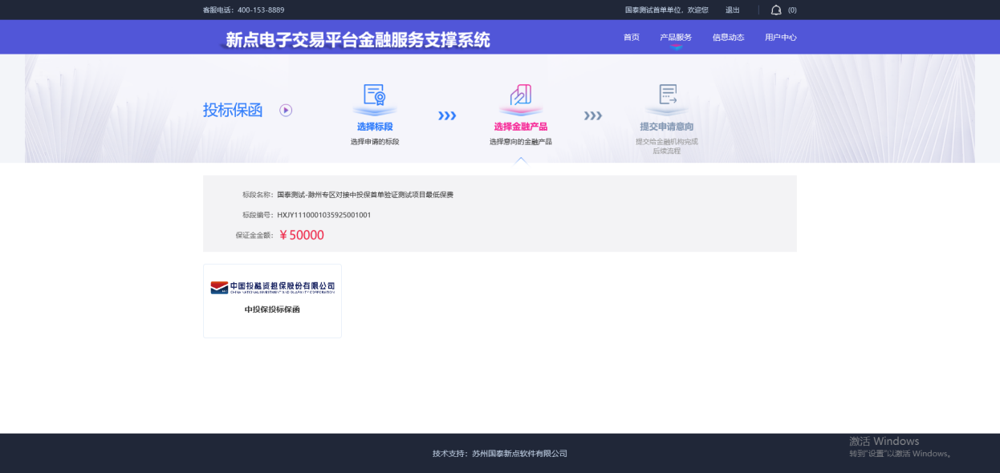 客服电话：400-153-8889
国泰测试首单单位，欢迎您 退出 (0)
新点电子交易平台金融服务支撑系统
首页 产品服务 信息动态 用户中心
投标保函
选择标段
选择申请的标段
选择金融产品
选择意向的金融产品
提交申请意向
提交给金融机构完成
后续流程
标段名称：国泰测试-滁州专区对接中投保首单验证测试项目最低保费
标段编号：HXJY1110001035925001001
保证金金额：￥50000
中国投融资担保股份有限公司
CHINA NATIONAL INVESTMENT AND GUARANTY CORPORATION
中投保投标保函
技术支持：苏州国泰新点软件有限公司
激活 Windows
转到"设置"以激活 Windows。